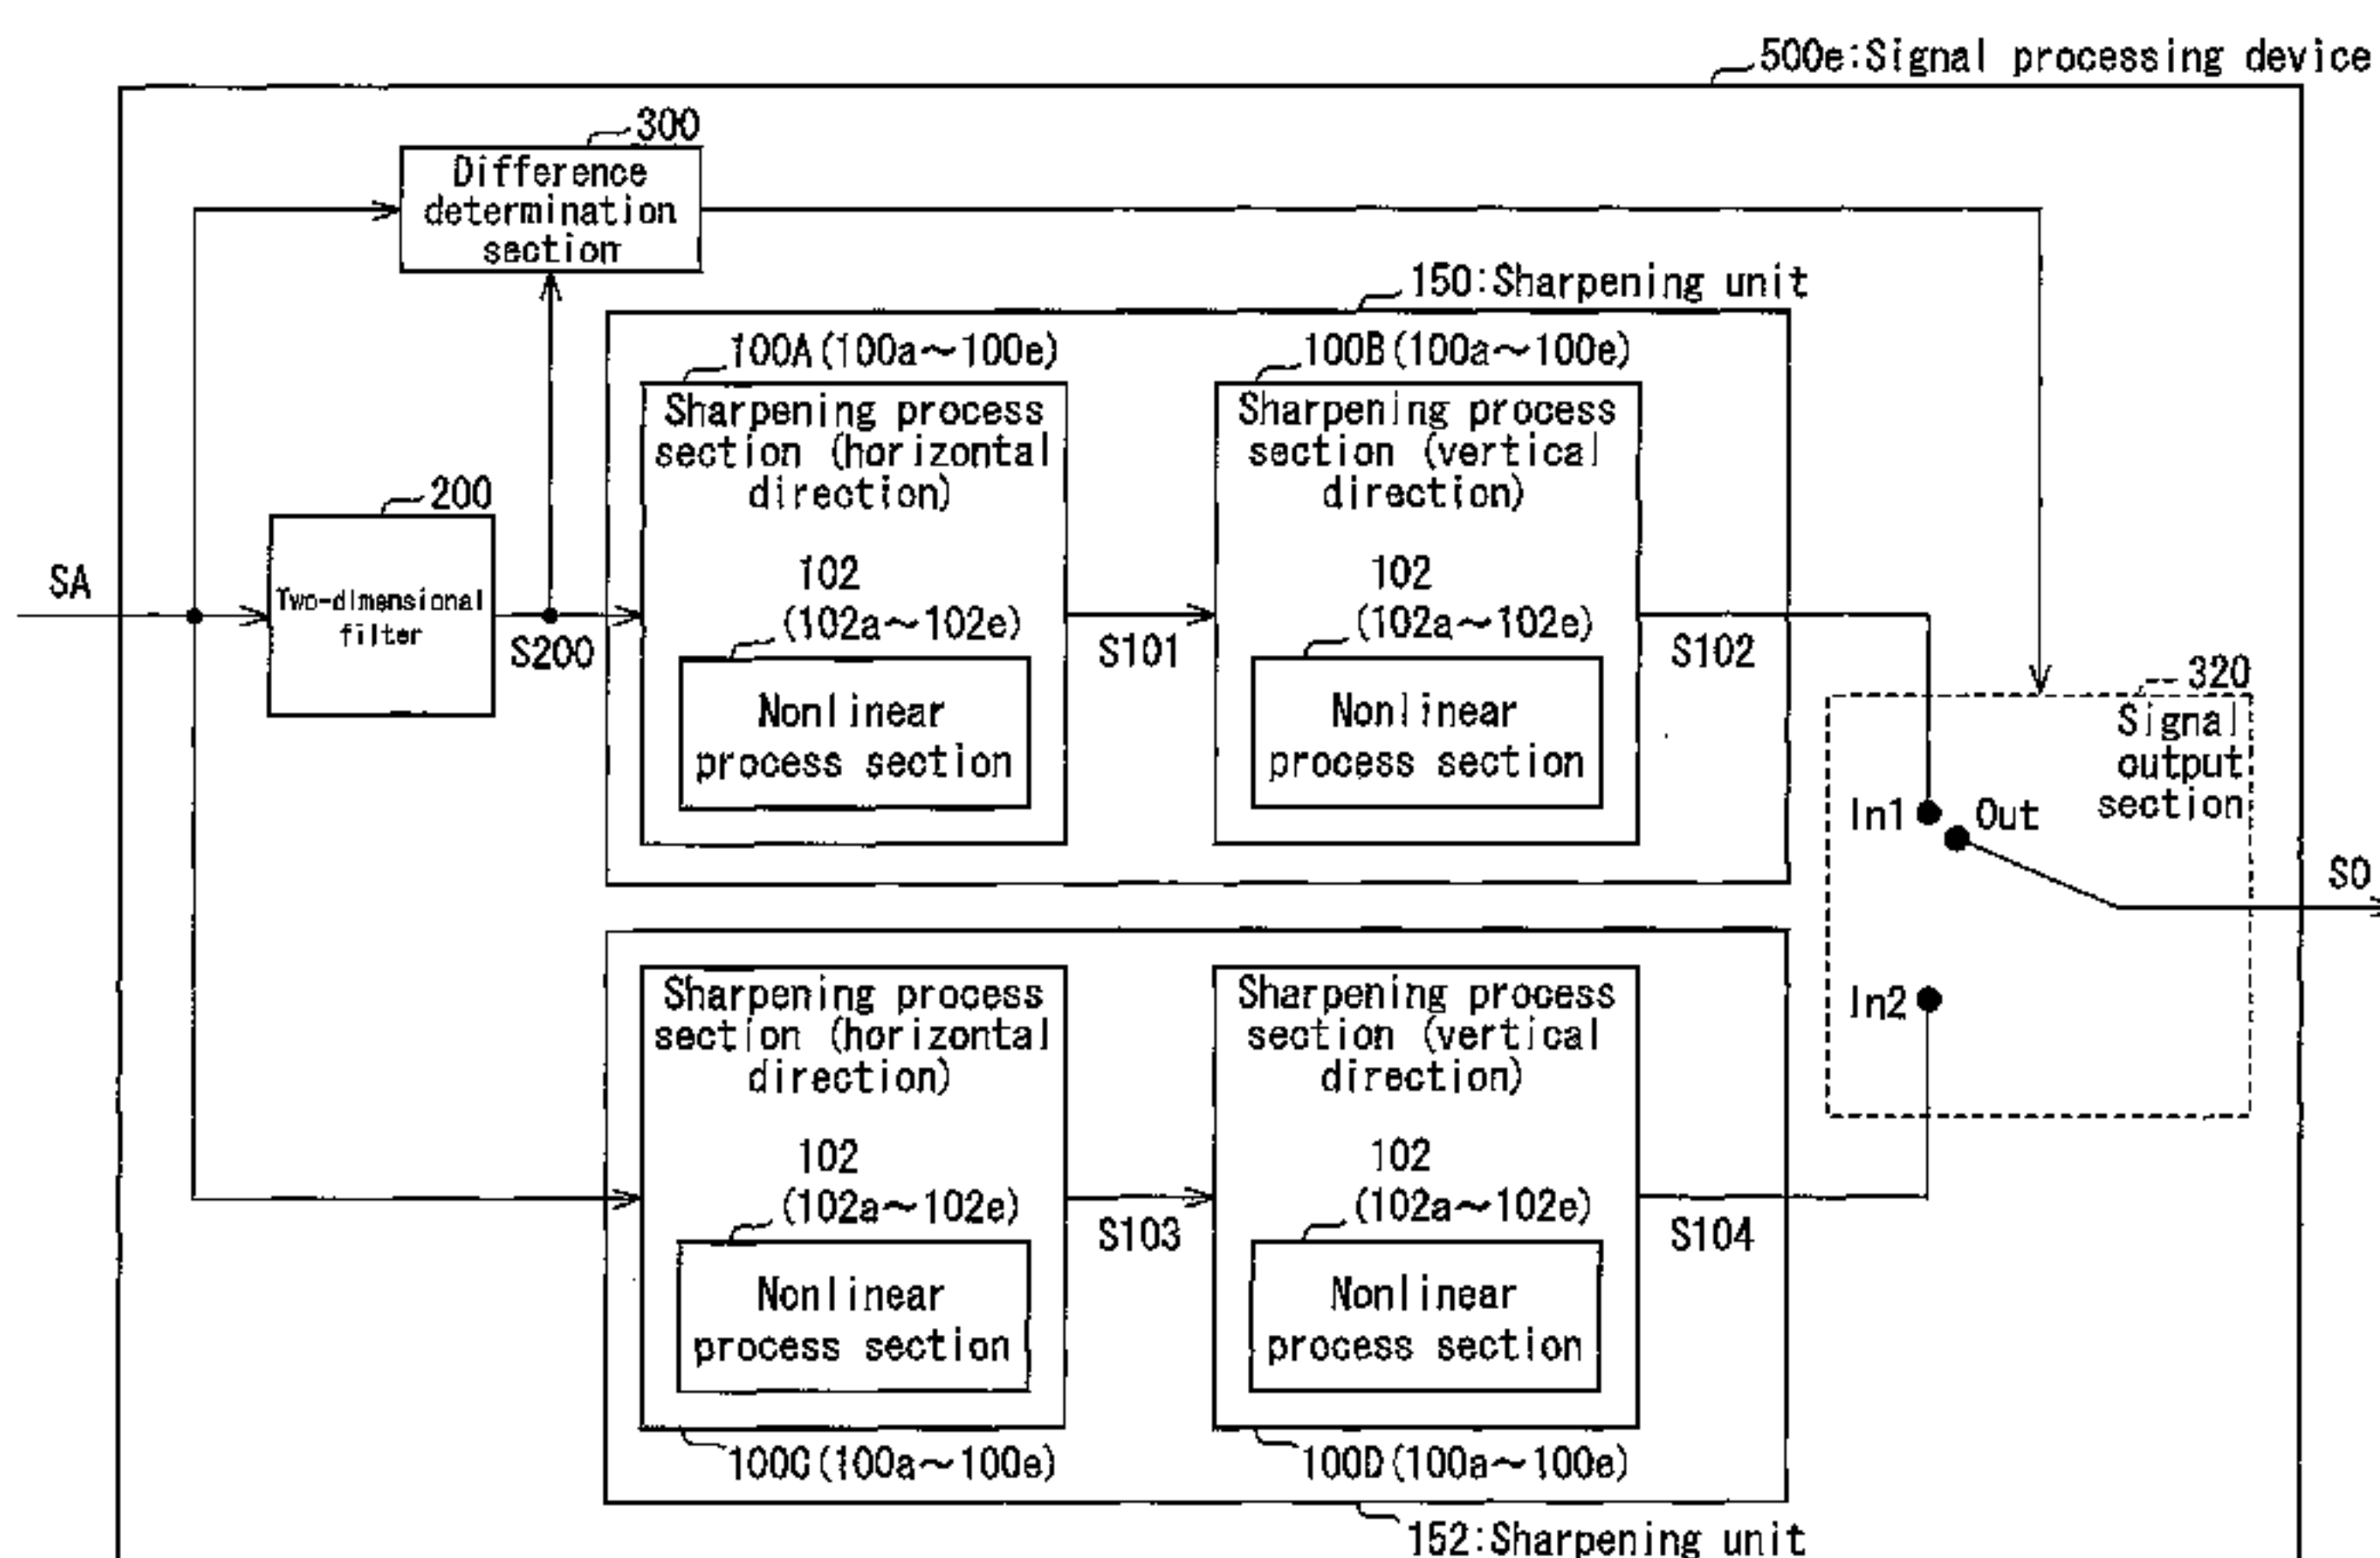 500e:Signal processing device
300
Difference
determination
section
150:Sharpening unit
100A(100a～100e)
Sharpening process
section (horizontal
direction)
102
(102a～102e)
Nonlinear
process section
100B(100a～100e)
Sharpening process
section (vertical
direction)
102
(102a～102e)
Nonlinear
process section
200
Two-dimensional
filter
SA
S200
S101
S102
320
Signal
output
section
In1
Out
In2
SO
Sharpening process
section (horizontal
direction)
102
(102a～102e)
Nonlinear
process section
100C(100a～100e)
S103
Sharpening process
section (vertical
direction)
102
(102a～102e)
Nonlinear
process section
100D(100a～100e)
S104
152:Sharpening unit